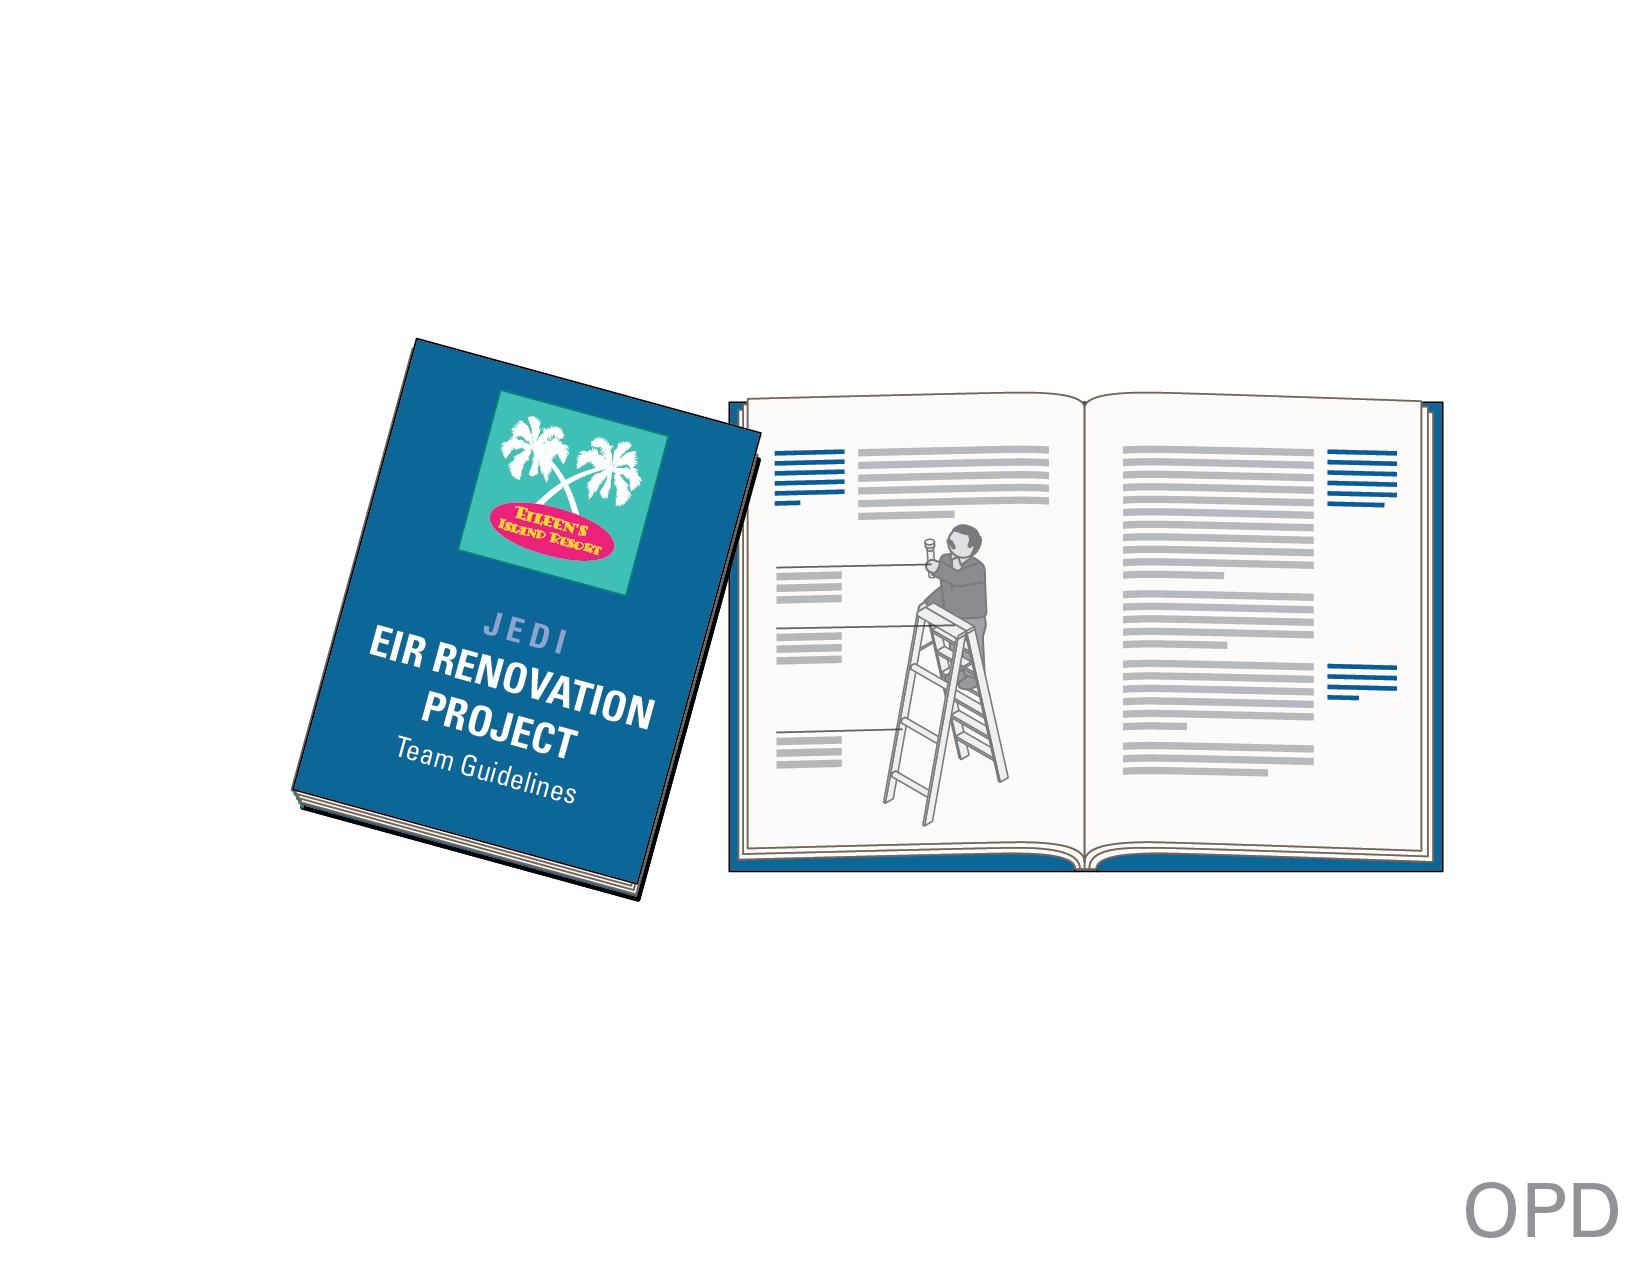 EILEEN'S
ISLAND RESORT
JEDI
EIR RENOVATION
PROJECT
Team Guidelines
OPD